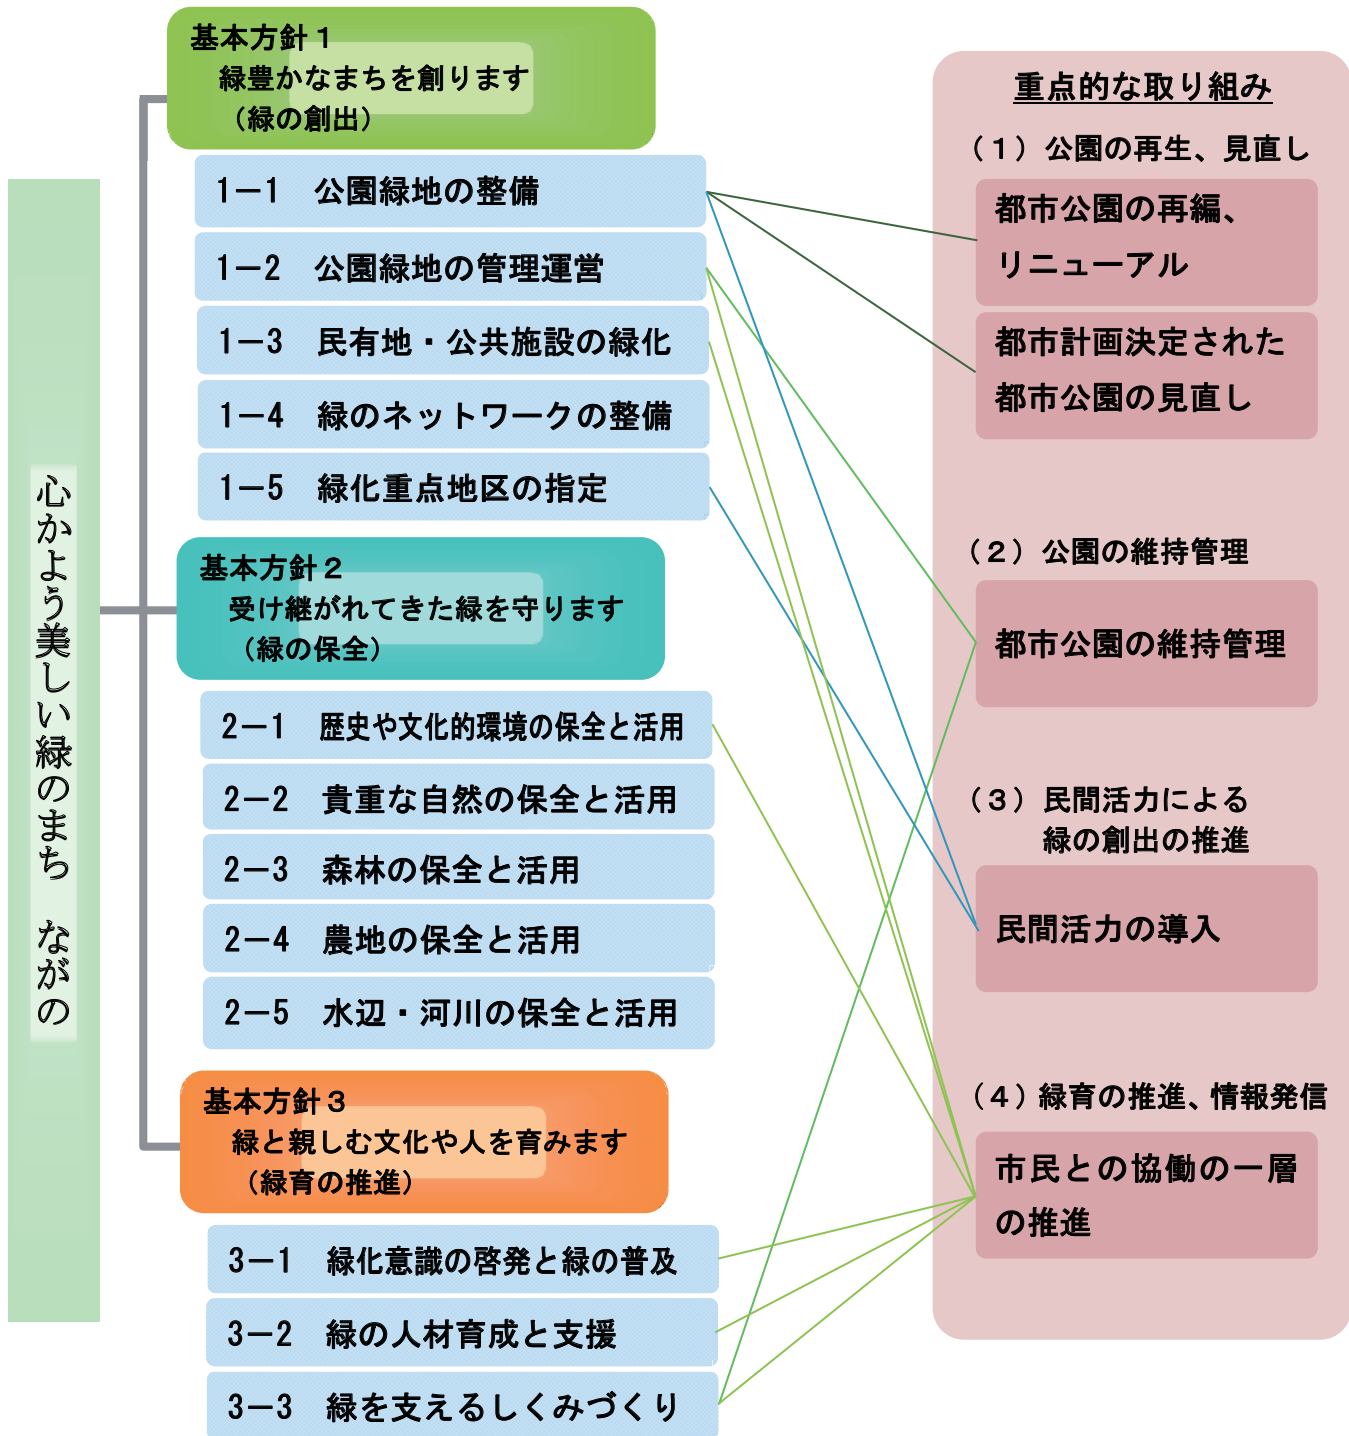 心かよう美しい緑のまち　ながの
基本方針１
緑豊かなまちを創ります
（緑の創出）
1－1　公園緑地の整備
1－2　公園緑地の管理運営
1－3　民有地・公共施設の緑化
1－4　緑のネットワークの整備
1－5　緑化重点地区の指定
基本方針２
受け継がれてきた緑を守ります
（緑の保全）
2－1　歴史や文化的環境の保全と活用
2－2　貴重な自然の保全と活用
2－3　森林の保全と活用
2－4　農地の保全と活用
2－5　水辺・河川の保全と活用
基本方針３
緑と親しむ文化や人を育みます
（緑育の推進）
3－1　緑化意識の啓発と緑の普及
3－2　緑の人材育成と支援
3－3　緑を支えるしくみづくり
重点的な取り組み
（１）公園の再生、見直し
都市公園の再編、
リニューアル
都市計画決定された
都市公園の見直し
（２）公園の維持管理
都市公園の維持管理
（３）民間活力による
緑の創出の推進
民間活力の導入
（４）緑育の推進、情報発信
市民との協働の一層
の推進